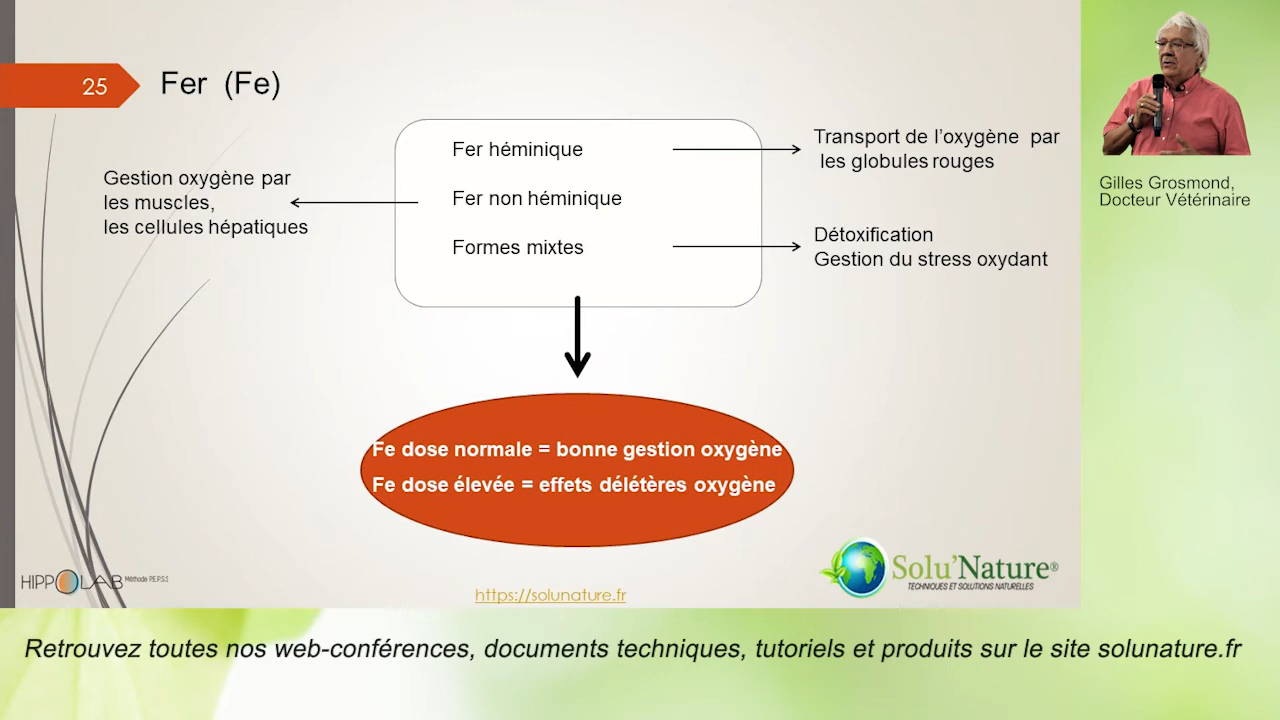 25
Fer (Fe)
Fer héminique
Fer non héminique
Formes mixtes
Transport de l'oxygène par
les globules rouges
Gestion oxygène par
les muscles,
les cellules hépatiques
Détoxification
Gestion du stress oxydant
Fe dose normale = bonne gestion oxygène
Fe dose élevée = effets délétères oxygène
HIPPOLAB Méthode P.E.P.S.S
https://solunature.fr
Solu'Nature®
TECHNIQUES ET SOLUTIONS NATURELLES
Gilles Grosmond,
Docteur Vétérinaire
Retrouvez toutes nos web-conférences, documents techniques, tutoriels et produits sur le site solunature.fr